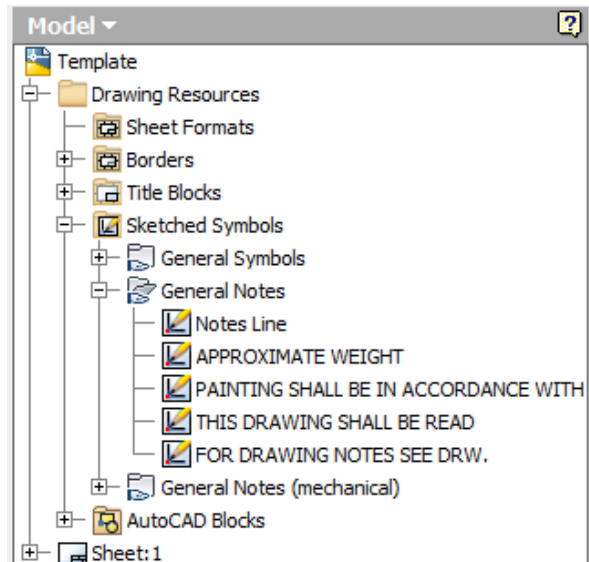 Model
Template
Drawing Resources
Sheet Formats
Borders
Title Blocks
Sketched Symbols
General Symbols
General Notes
Notes Line
APPROXIMATE WEIGHT
PAINTING SHALL BE IN ACCORDANCE WITH
THIS DRAWING SHALL BE READ
FOR DRAWING NOTES SEE DRW.
General Notes (mechanical)
AutoCAD Blocks
Sheet:1